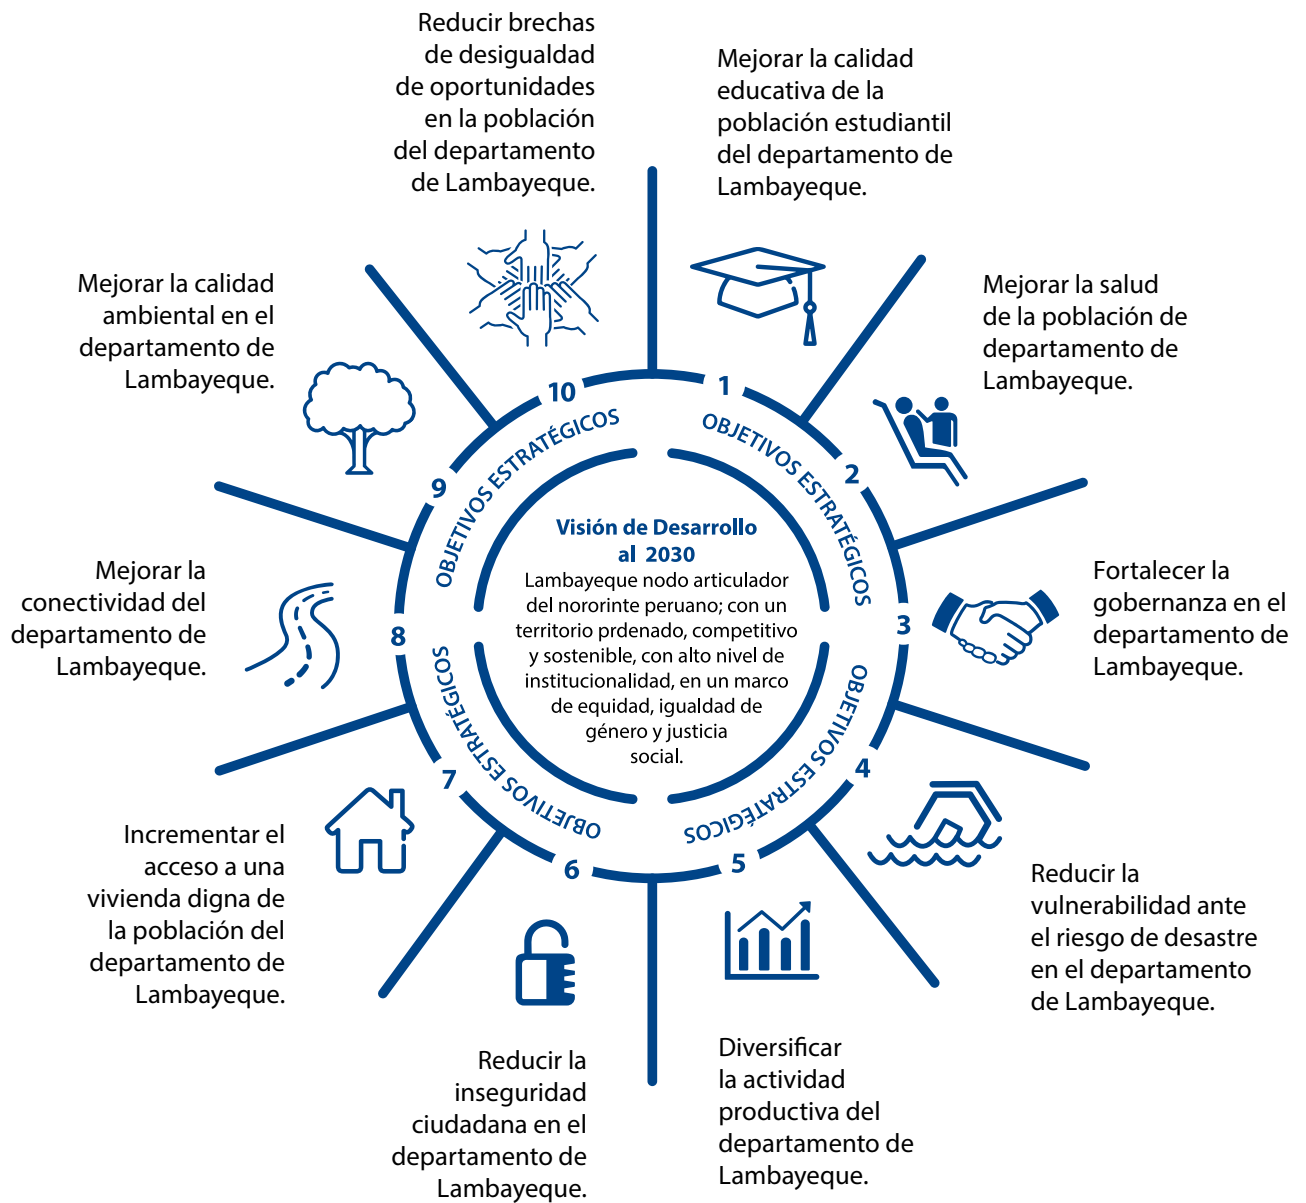 Reducir brechas
de desigualdad
de oportunidades
en la población
del departamento
de Lambayeque.
Mejorar la calidad
educativa de la
población estudiantil
del departamento de
Lambayeque.
Mejorar la salud
de la población de
departamento de
Lambayeque.
Fortalecer la
gobernanza en el
departamento de
Lambayeque.
Reducir la
vulnerabilidad ante
el riesgo de desastre
en el departamento
de Lambayeque.
Diversificar
la actividad
productiva del
departamento de
Lambayeque.
Reducir la
inseguridad
ciudadana en el
departamento de
Lambayeque.
Incrementar el
acceso a una
vivienda digna de
la población del
departamento de
Lambayeque.
Mejorar la
conectividad del
departamento de
Lambayeque.
Mejorar la calidad
ambiental en el
departamento de
Lambayeque.
1
2
3
4
5
6
7
8
9
10
OBJETIVOS ESTRATÉGICOS
OBJETIVOS ESTRATÉGICOS
OBJETIVOS ESTRATÉGICOS
OBJETIVOS ESTRATÉGICOS
Visión de Desarrollo
al 2030
Lambayeque nodo articulador
del nororinte peruano; con un
territorio prdenado, competitivo
y sostenible, con alto nivel de
institucionalidad, en un marco
de equidad, igualdad de
género y justicia
social.